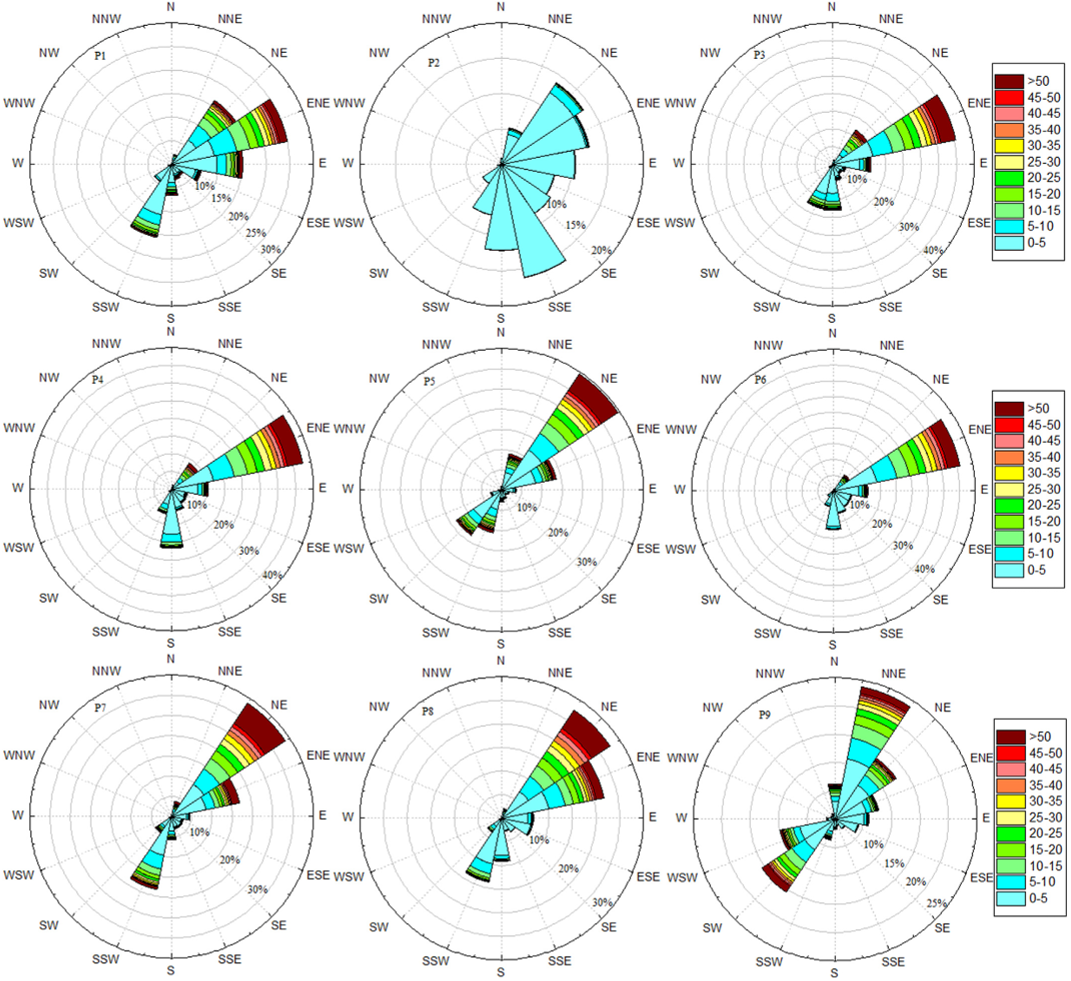 N
NNW
NNE
NW
P1
NE
WNW
ENE
W
E
10%
15%
WSW
20%
ESE
25%
30%
SW
SE
SSW
SSE
S
N
NNW
NNE
NW
P2
NE
WNW
ENE
W
E
10%
WSW
15%
ESE
20%
SW
SE
SSW
SSE
S
N
NNW
NNE
NW
P3
NE
WNW
ENE
W
E
10%
20%
WSW
30%
ESE
40%
SW
SE
SSW
SSE
S
>50
45-50
40-45
35-40
30-35
25-30
20-25
15-20
10-15
5-10
0-5
N
NNW
NNE
NW
P4
NE
WNW
ENE
W
E
10%
20%
WSW
30%
ESE
40%
SW
SE
SSW
SSE
S
N
NNW
NNE
NW
P5
NE
WNW
ENE
W
E
10%
20%
WSW
30%
ESE
SW
SE
SSW
SSE
S
N
NNW
NNE
NW
P6
NE
WNW
ENE
W
E
10%
20%
WSW
30%
ESE
40%
SW
SE
SSW
SSE
S
>50
45-50
40-45
35-40
30-35
25-30
20-25
15-20
10-15
5-10
0-5
N
NNW
NNE
NW
P7
NE
WNW
ENE
W
E
10%
20%
WSW
30%
ESE
SW
SE
SSW
SSE
S
N
NNW
NNE
NW
P8
NE
WNW
ENE
W
E
10%
20%
WSW
30%
ESE
SW
SE
SSW
SSE
S
N
NNW
NNE
NW
P9
NE
WNW
ENE
W
E
10%
15%
WSW
20%
ESE
25%
SW
SE
SSW
SSE
S
>50
45-50
40-45
35-40
30-35
25-30
20-25
15-20
10-15
5-10
0-5